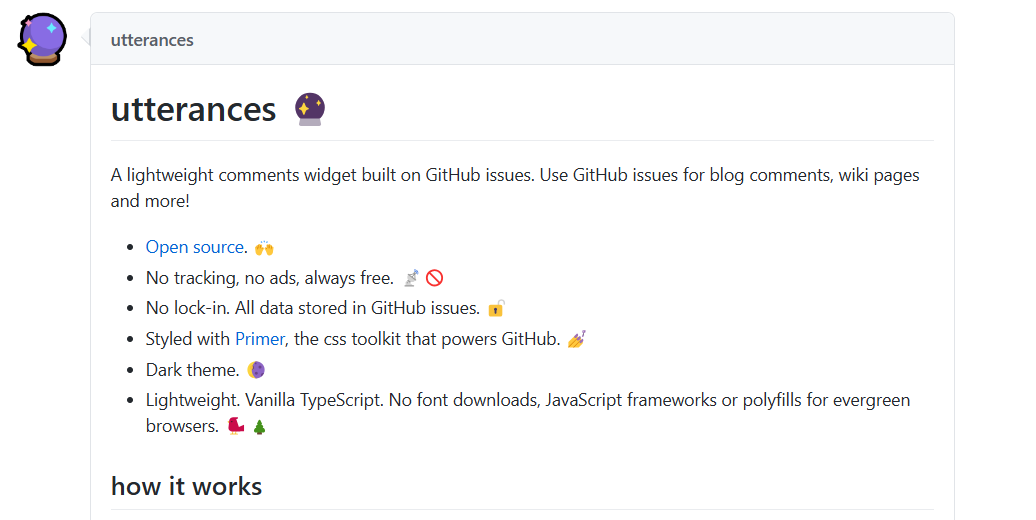 utterances
utterances 🔮
A lightweight comments widget built on GitHub issues. Use GitHub issues for blog comments, wiki pages
and more!
• Open source. 🙌
• No tracking, no ads, always free. 📡🚫
• No lock-in. All data stored in GitHub issues. 🔓
• Styled with Primer, the css toolkit that powers GitHub. 💅
• Dark theme. 🌘
• Lightweight. Vanilla TypeScript. No font downloads, JavaScript frameworks or polyfills for evergreen
browsers. 🐦🌲
how it works